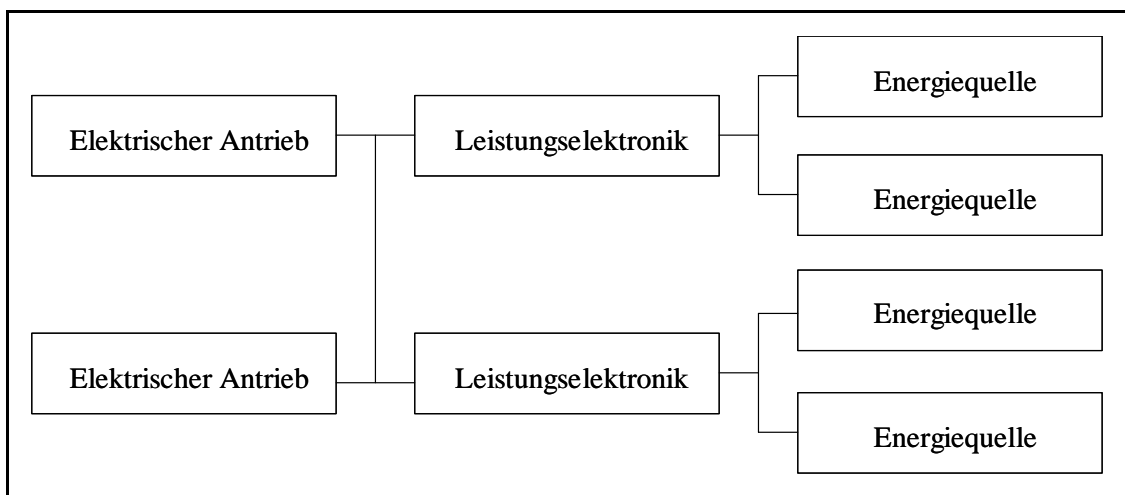 Energiequelle
Elektrischer Antrieb
Leistungselektronik
Energiequelle
Energiequelle
Elektrischer Antrieb
Leistungselektronik
Energiequelle